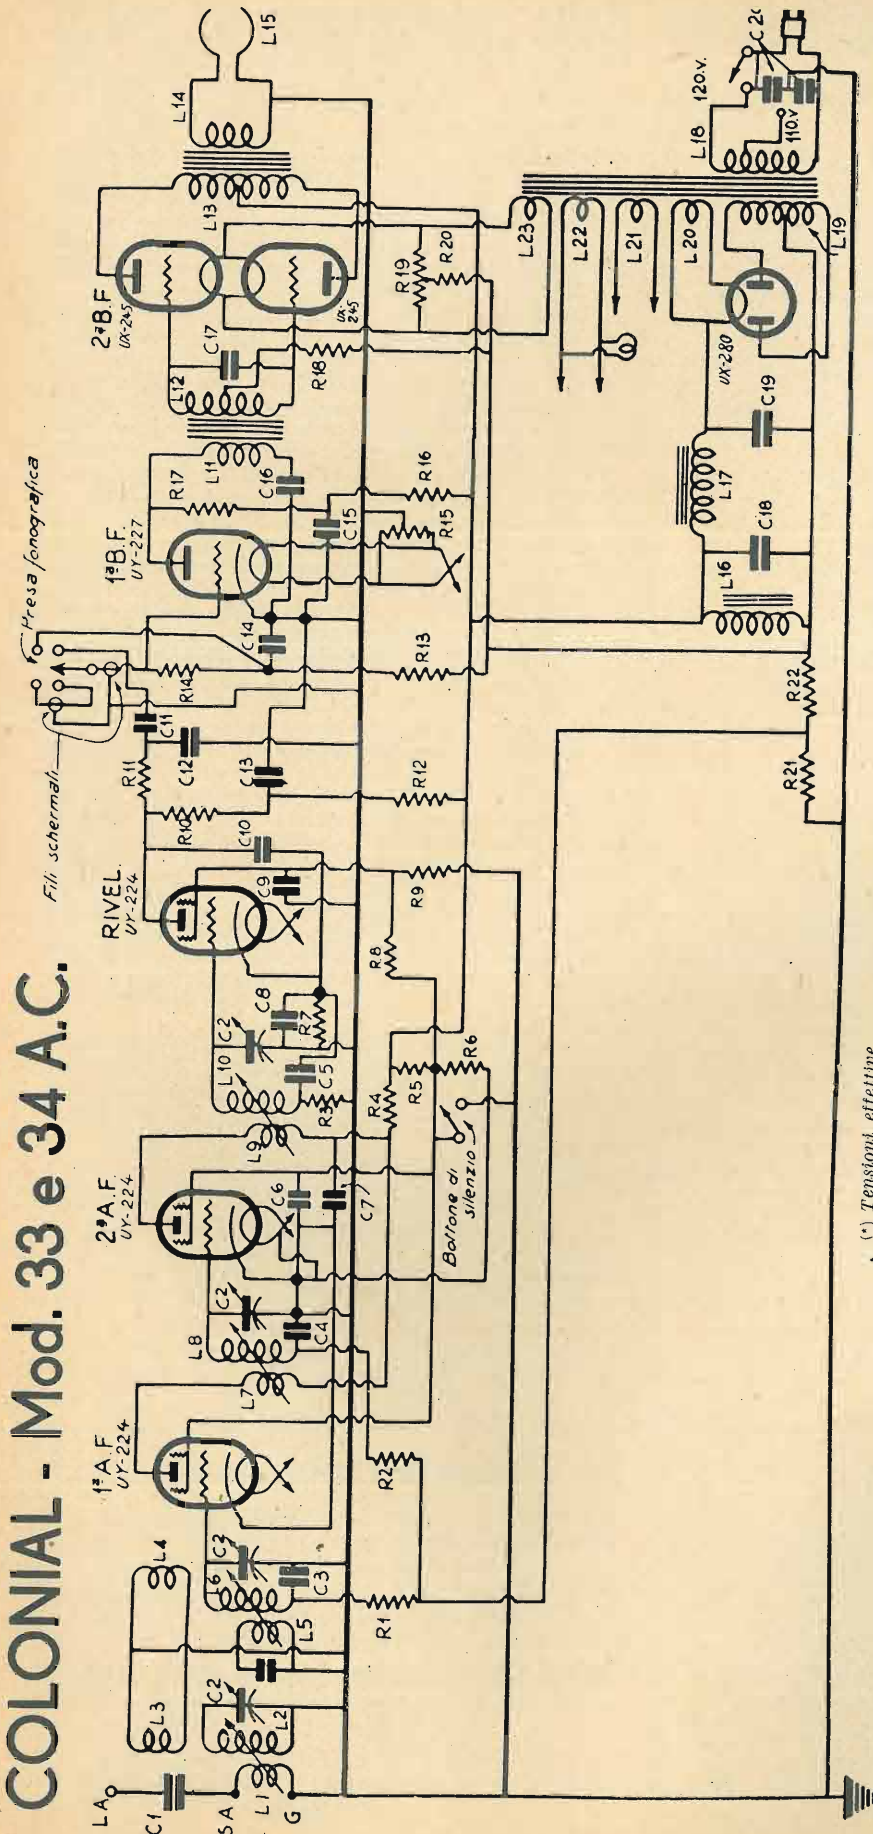 COLONIAL - Mod. 33 e 34 A.C.
Presa fonografica
Fili schermati
1ª A.F
UY-224
2ª A.F.
UY-224
RIVEL.
UY-224
1ª B.F.
UY-227
2ª B.F
UX-245
UX-245
LA
C1
SA
L1
G
L3
L4
C2
L2
L5
L6
C2
C3
R1
R2
L7
L8
C2
C4
C6
C7
L9
L10
C2
C5
R3
C8
R7
R4
R5
R6
Bottone di
silenzio
R8
R9
C9
C10
R10
R11
C11
C12
C13
R12
R13
R14
C14
C15
R15
R16
R17
L11
C16
L12
C17
R18
L13
L14
L15
R19
R20
L23
L22
L21
L20
L19
L18
120.v.
110.v
UX-280
C19
L17
C18
L16
R22
R21
(*) Tensioni effettive